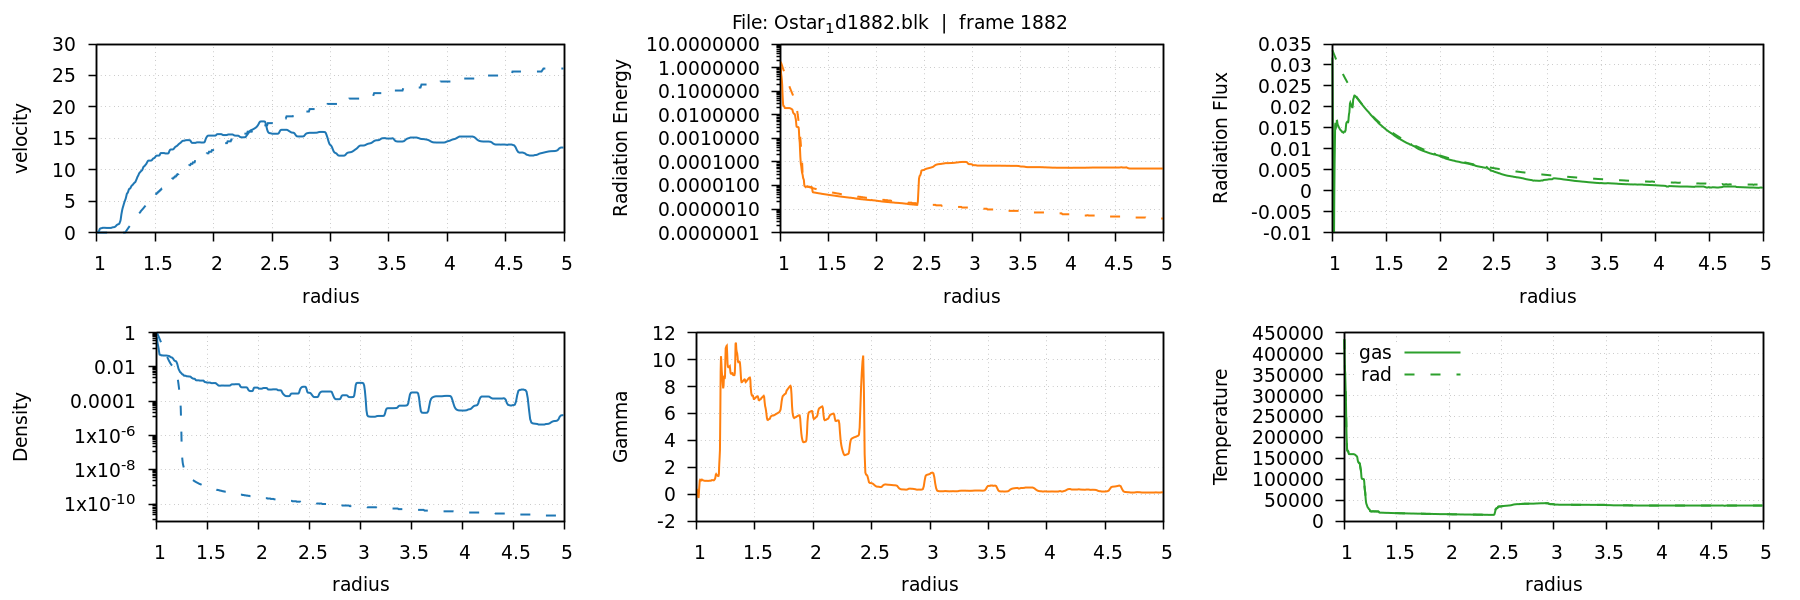 File: Ostar1d1882.blk | frame 1882
30
25
20
15
10
5
0
1 1.5 2 2.5 3 3.5 4 4.5 5
velocity
radius
10.0000000
1.0000000
0.1000000
0.0100000
0.0010000
0.0001000
0.0000100
0.0000010
0.0000001
1 1.5 2 2.5 3 3.5 4 4.5 5
Radiation Energy
radius
0.035
0.03
0.025
0.02
0.015
0.01
0.005
0
-0.005
-0.01
1 1.5 2 2.5 3 3.5 4 4.5 5
Radiation Flux
radius
1
0.01
0.0001
1x10-6
1x10-8
1x10-10
1 1.5 2 2.5 3 3.5 4 4.5 5
Density
radius
12
10
8
6
4
2
0
-2
1 1.5 2 2.5 3 3.5 4 4.5 5
Gamma
radius
450000
400000
350000
300000
250000
200000
150000
100000
50000
0
1 1.5 2 2.5 3 3.5 4 4.5 5
Temperature
radius
gas
rad